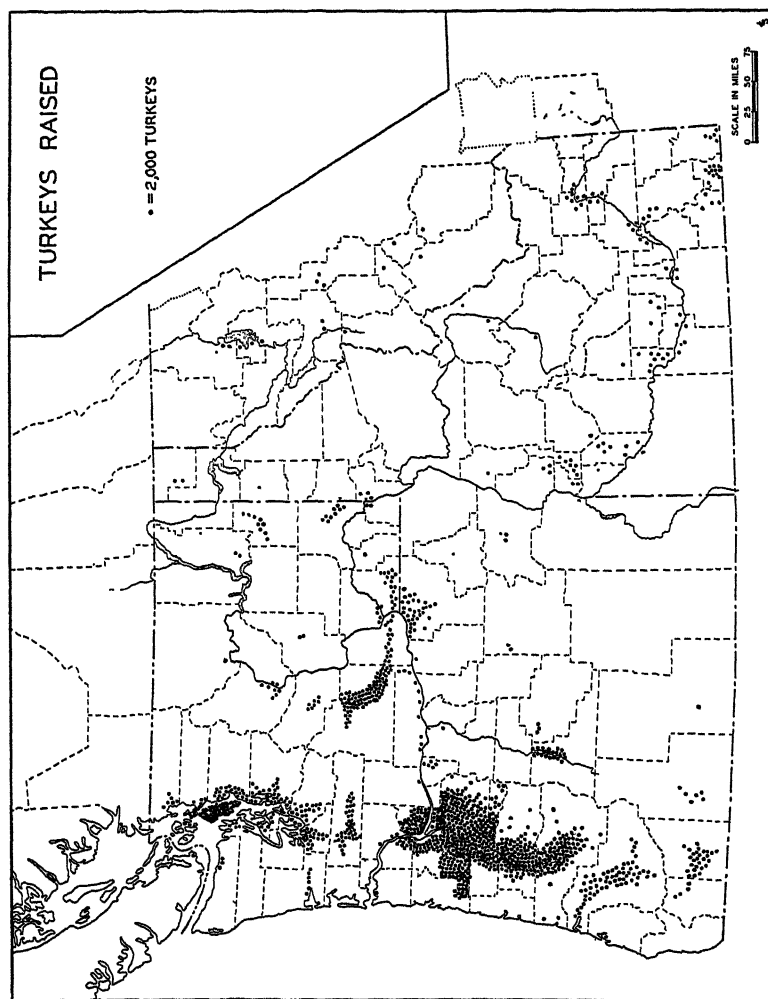 TURKEYS RAISED
• = 2,000 TURKEYS
SCALE IN MILES
0 25 50 75